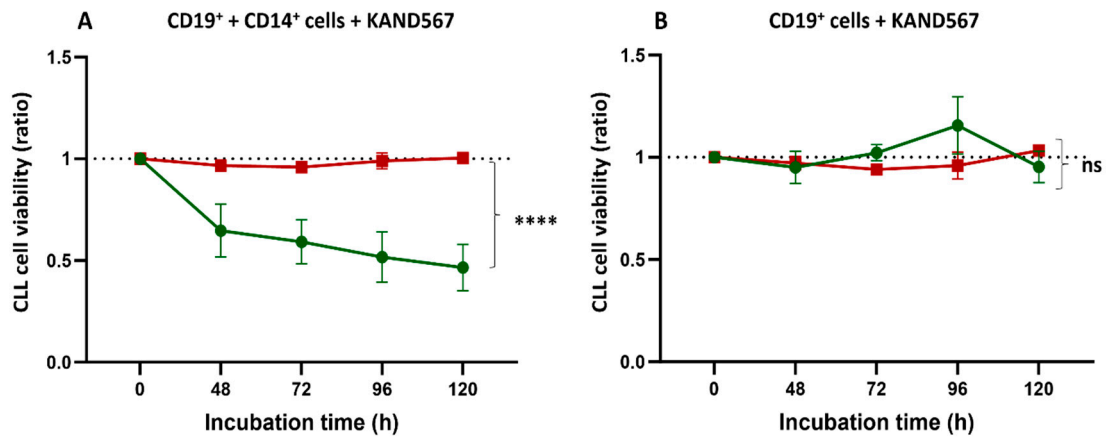 A CD19⁺ + CD14⁺ cells + KAND567
CLL cell viability (ratio)
1.5
1
0.5
0.0
****
0 48 72 96 120
Incubation time (h)
B CD19⁺ cells + KAND567
CLL cell viability (ratio)
1.5
1
0.5
0.0
ns
0 48 72 96 120
Incubation time (h)